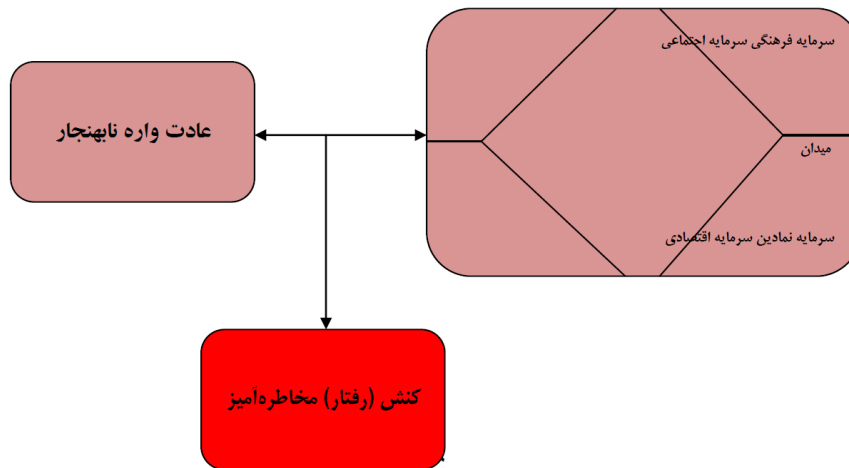 سرمایه فرهنگی سرمایه اجتماعی
عادت واره نابهنجار
میدان
سرمایه نمادین سرمایه اقتصادی
کنش (رفتار) مخاطره‌آمیز